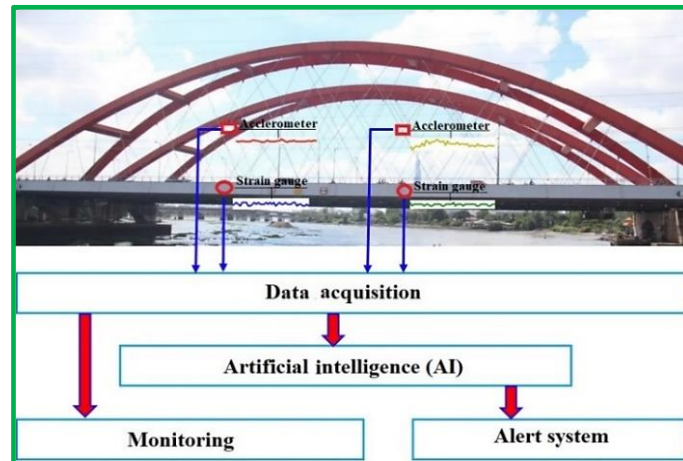 Acclerometer
Acclerometer
Strain gauge
Strain gauge
Data acquisition
Artificial intelligence (AI)
Monitoring
Alert system